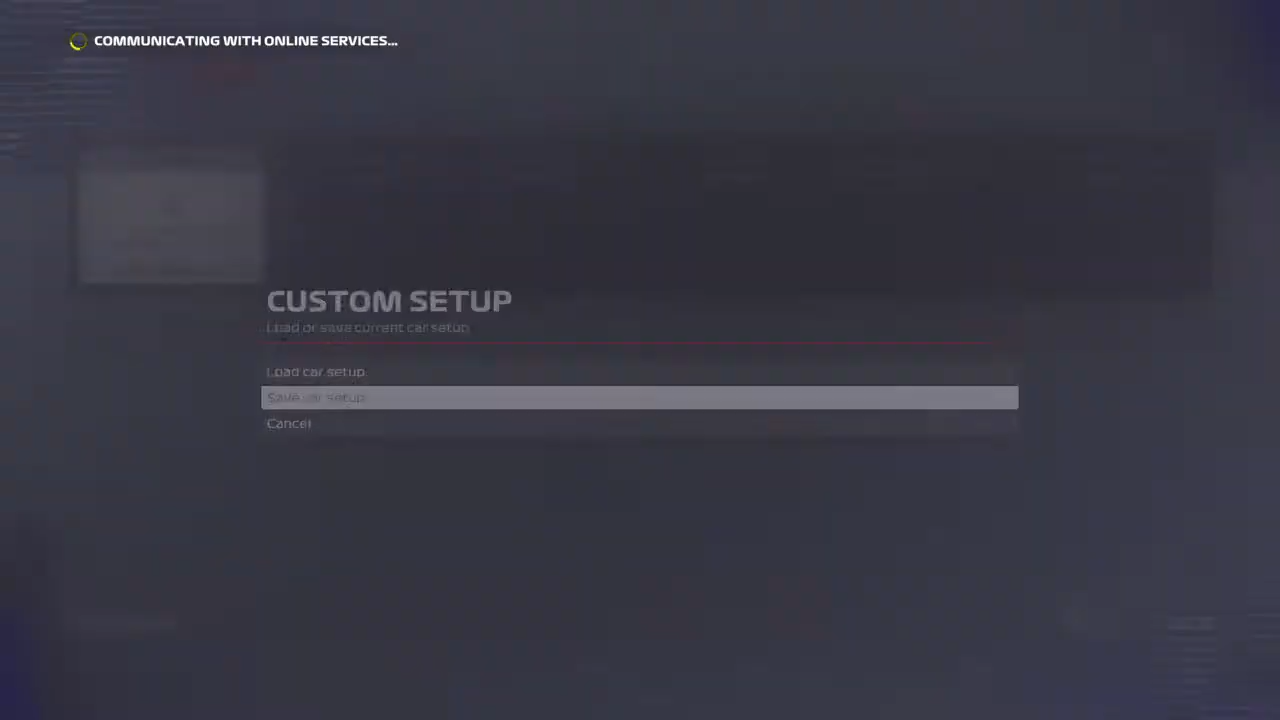 COMMUNICATING WITH ONLINE SERVICES...
CUSTOM SETUP
Load or save current car setup
Load car setup
Save car setup
Cancel